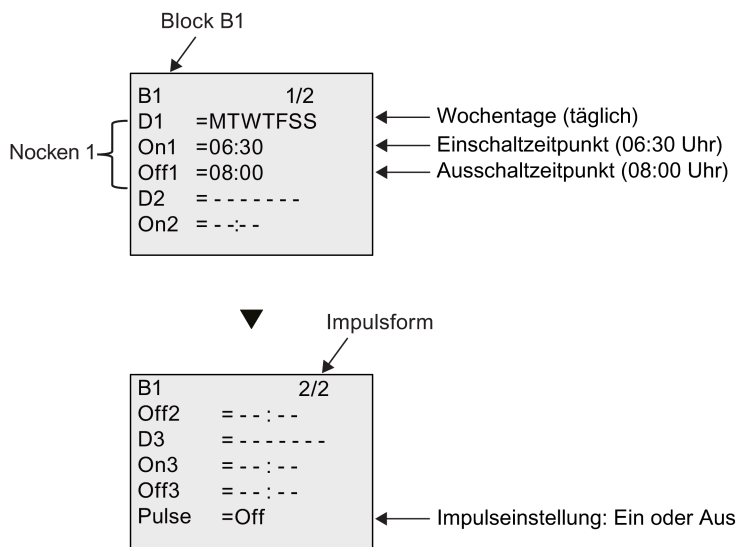 Block B1
B1 1/2
D1 =MTWTFSS
Wochentage (täglich)
On1 =06:30
Einschaltzeitpunkt (06:30 Uhr)
Nocken 1
Off1 =08:00
Ausschaltzeitpunkt (08:00 Uhr)
D2 = - - - - - - -
On2 = - -:- -
Impulsform
B1 2/2
Off2 = - - : - -
D3 = - - - - - - -
On3 = - - : - -
Off3 = - - : - -
Pulse =Off
Impulseinstellung: Ein oder Aus